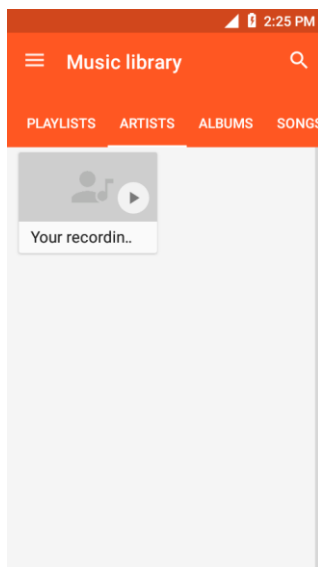 2:25 PM
Music library
PLAYLISTS ARTISTS ALBUMS SONGS
Your recordin..